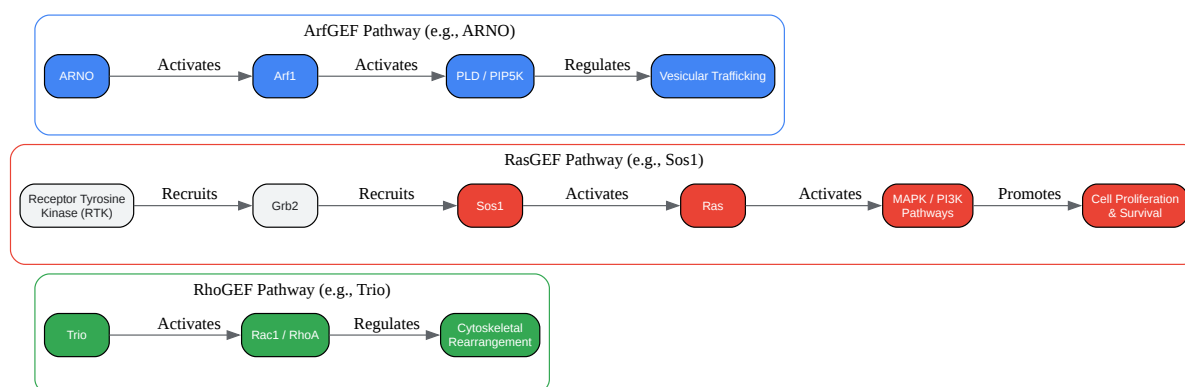 ArfGEF Pathway (e.g., ARNO)
ARNO
Activates
Arf1
Activates
PLD / PIP5K
Regulates
Vesicular Trafficking
RasGEF Pathway (e.g., Sos1)
Receptor Tyrosine
Kinase (RTK)
Recruits
Grb2
Recruits
Sos1
Activates
Ras
Activates
MAPK / PI3K
Pathways
Promotes
Cell Proliferation
& Survival
RhoGEF Pathway (e.g., Trio)
Trio
Activates
Rac1 / RhoA
Regulates
Cytoskeletal
Rearrangement